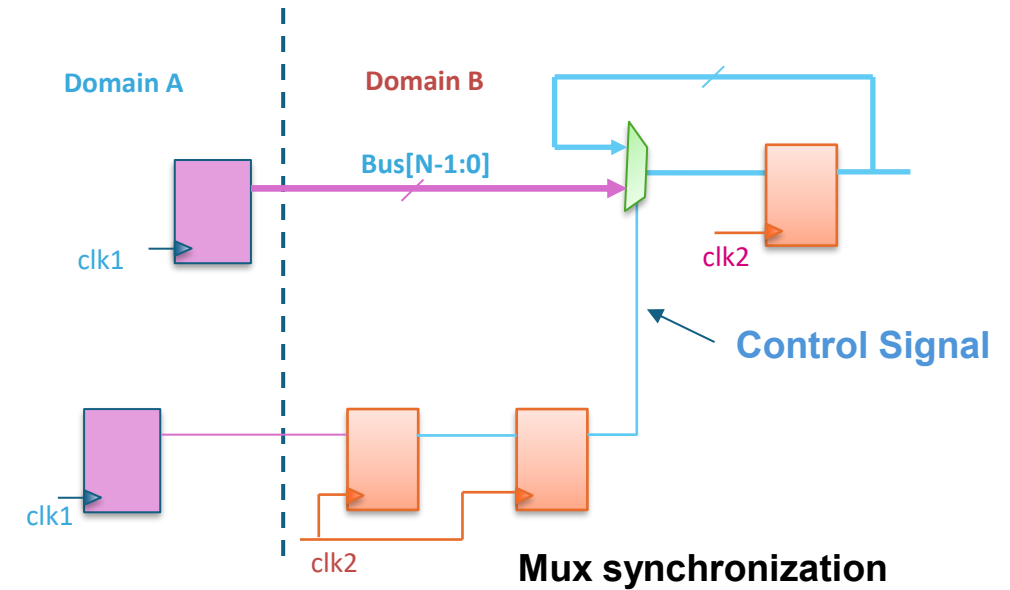 Domain A
Domain B
Bus[N-1:0]
clk1
clk2
Control Signal
clk1
clk2
Mux synchronization